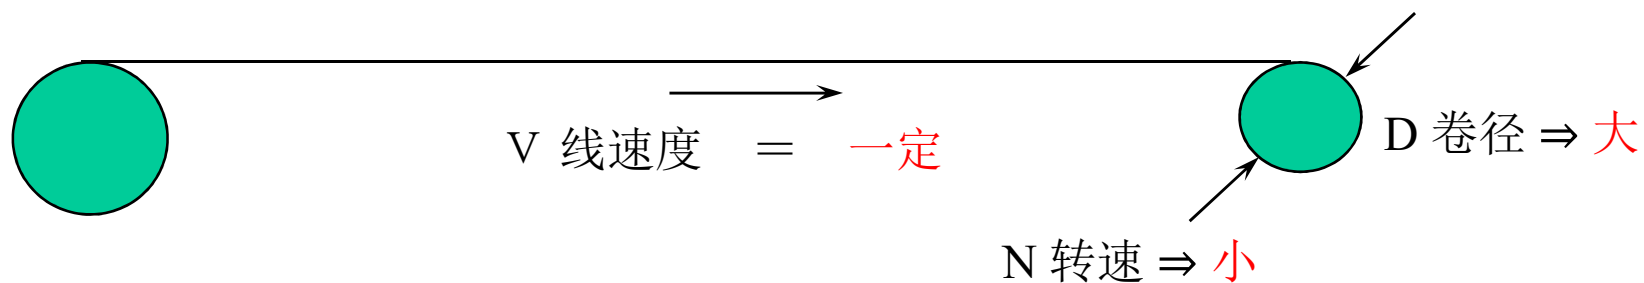 V 线速度 = 一定
D 卷径 ⇒ 大
N 转速 ⇒ 小